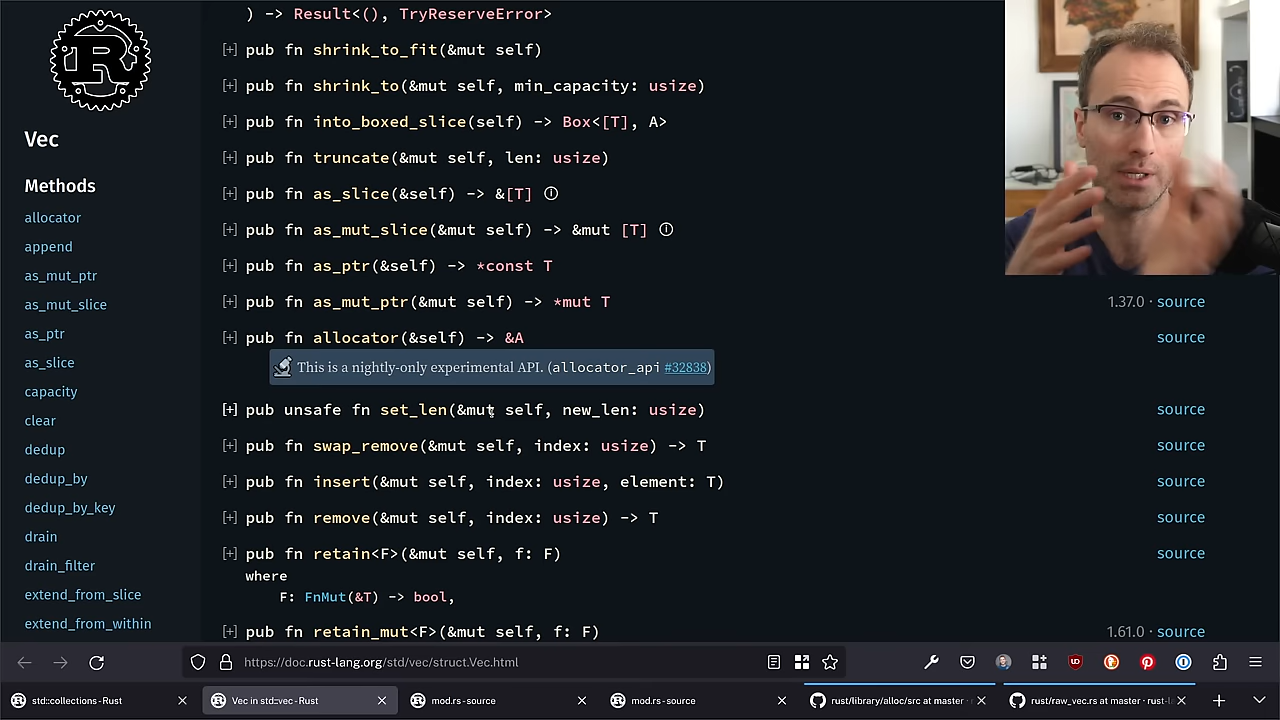 ) -> Result<(), TryReserveError>
[+] pub fn shrink_to_fit(&mut self)
[+] pub fn shrink_to(&mut self, min_capacity: usize)
[+] pub fn into_boxed_slice(self) -> Box<[T], A>
[+] pub fn truncate(&mut self, len: usize)
[+] pub fn as_slice(&self) -> &[T] ⓘ
[+] pub fn as_mut_slice(&mut self) -> &mut [T] ⓘ
[+] pub fn as_ptr(&self) -> *const T
[+] pub fn as_mut_ptr(&mut self) -> *mut T 1.37.0 · source
[+] pub fn allocator(&self) -> &A source
This is a nightly-only experimental API. (allocator_api #32838)
[+] pub unsafe fn set_len(&mut self, new_len: usize) source
[+] pub fn swap_remove(&mut self, index: usize) -> T source
[+] pub fn insert(&mut self, index: usize, element: T) source
[+] pub fn remove(&mut self, index: usize) -> T source
[+] pub fn retain<F>(&mut self, f: F) source
where
F: FnMut(&T) -> bool,
[+] pub fn retain_mut<F>(&mut self, f: F) 1.61.0 · source
R
Vec
Methods
allocator
append
as_mut_ptr
as_mut_slice
as_ptr
as_slice
capacity
clear
dedup
dedup_by
dedup_by_key
drain
drain_filter
extend_from_slice
extend_from_within
https://doc.rust-lang.org/std/vec/struct.Vec.html
std::collections - Rust
Vec in std::vec - Rust
mod.rs - source
mod.rs - source
rust/library/alloc/src at master ·
rust/raw_vec.rs at master · rust-l